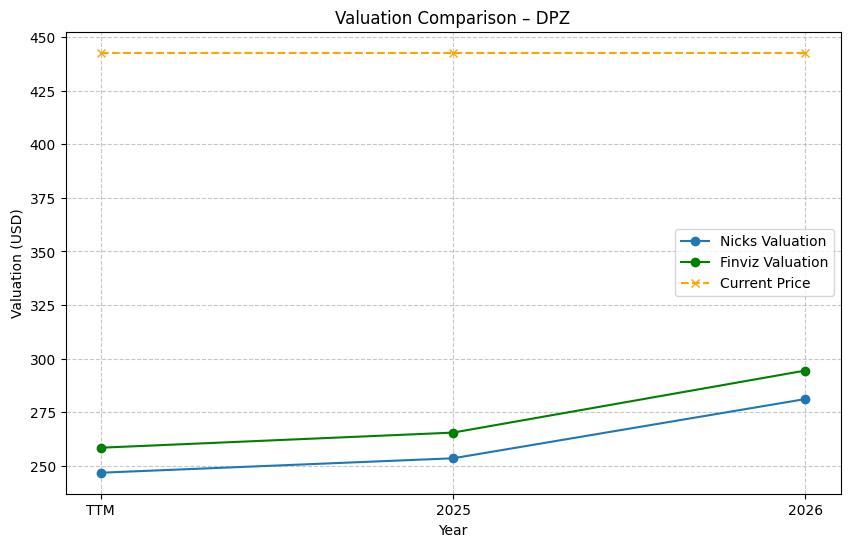 Valuation Comparison – DPZ
450
425
400
375
350
325
300
275
250
Valuation (USD)
Nicks Valuation
Finviz Valuation
Current Price
TTM
2025
2026
Year